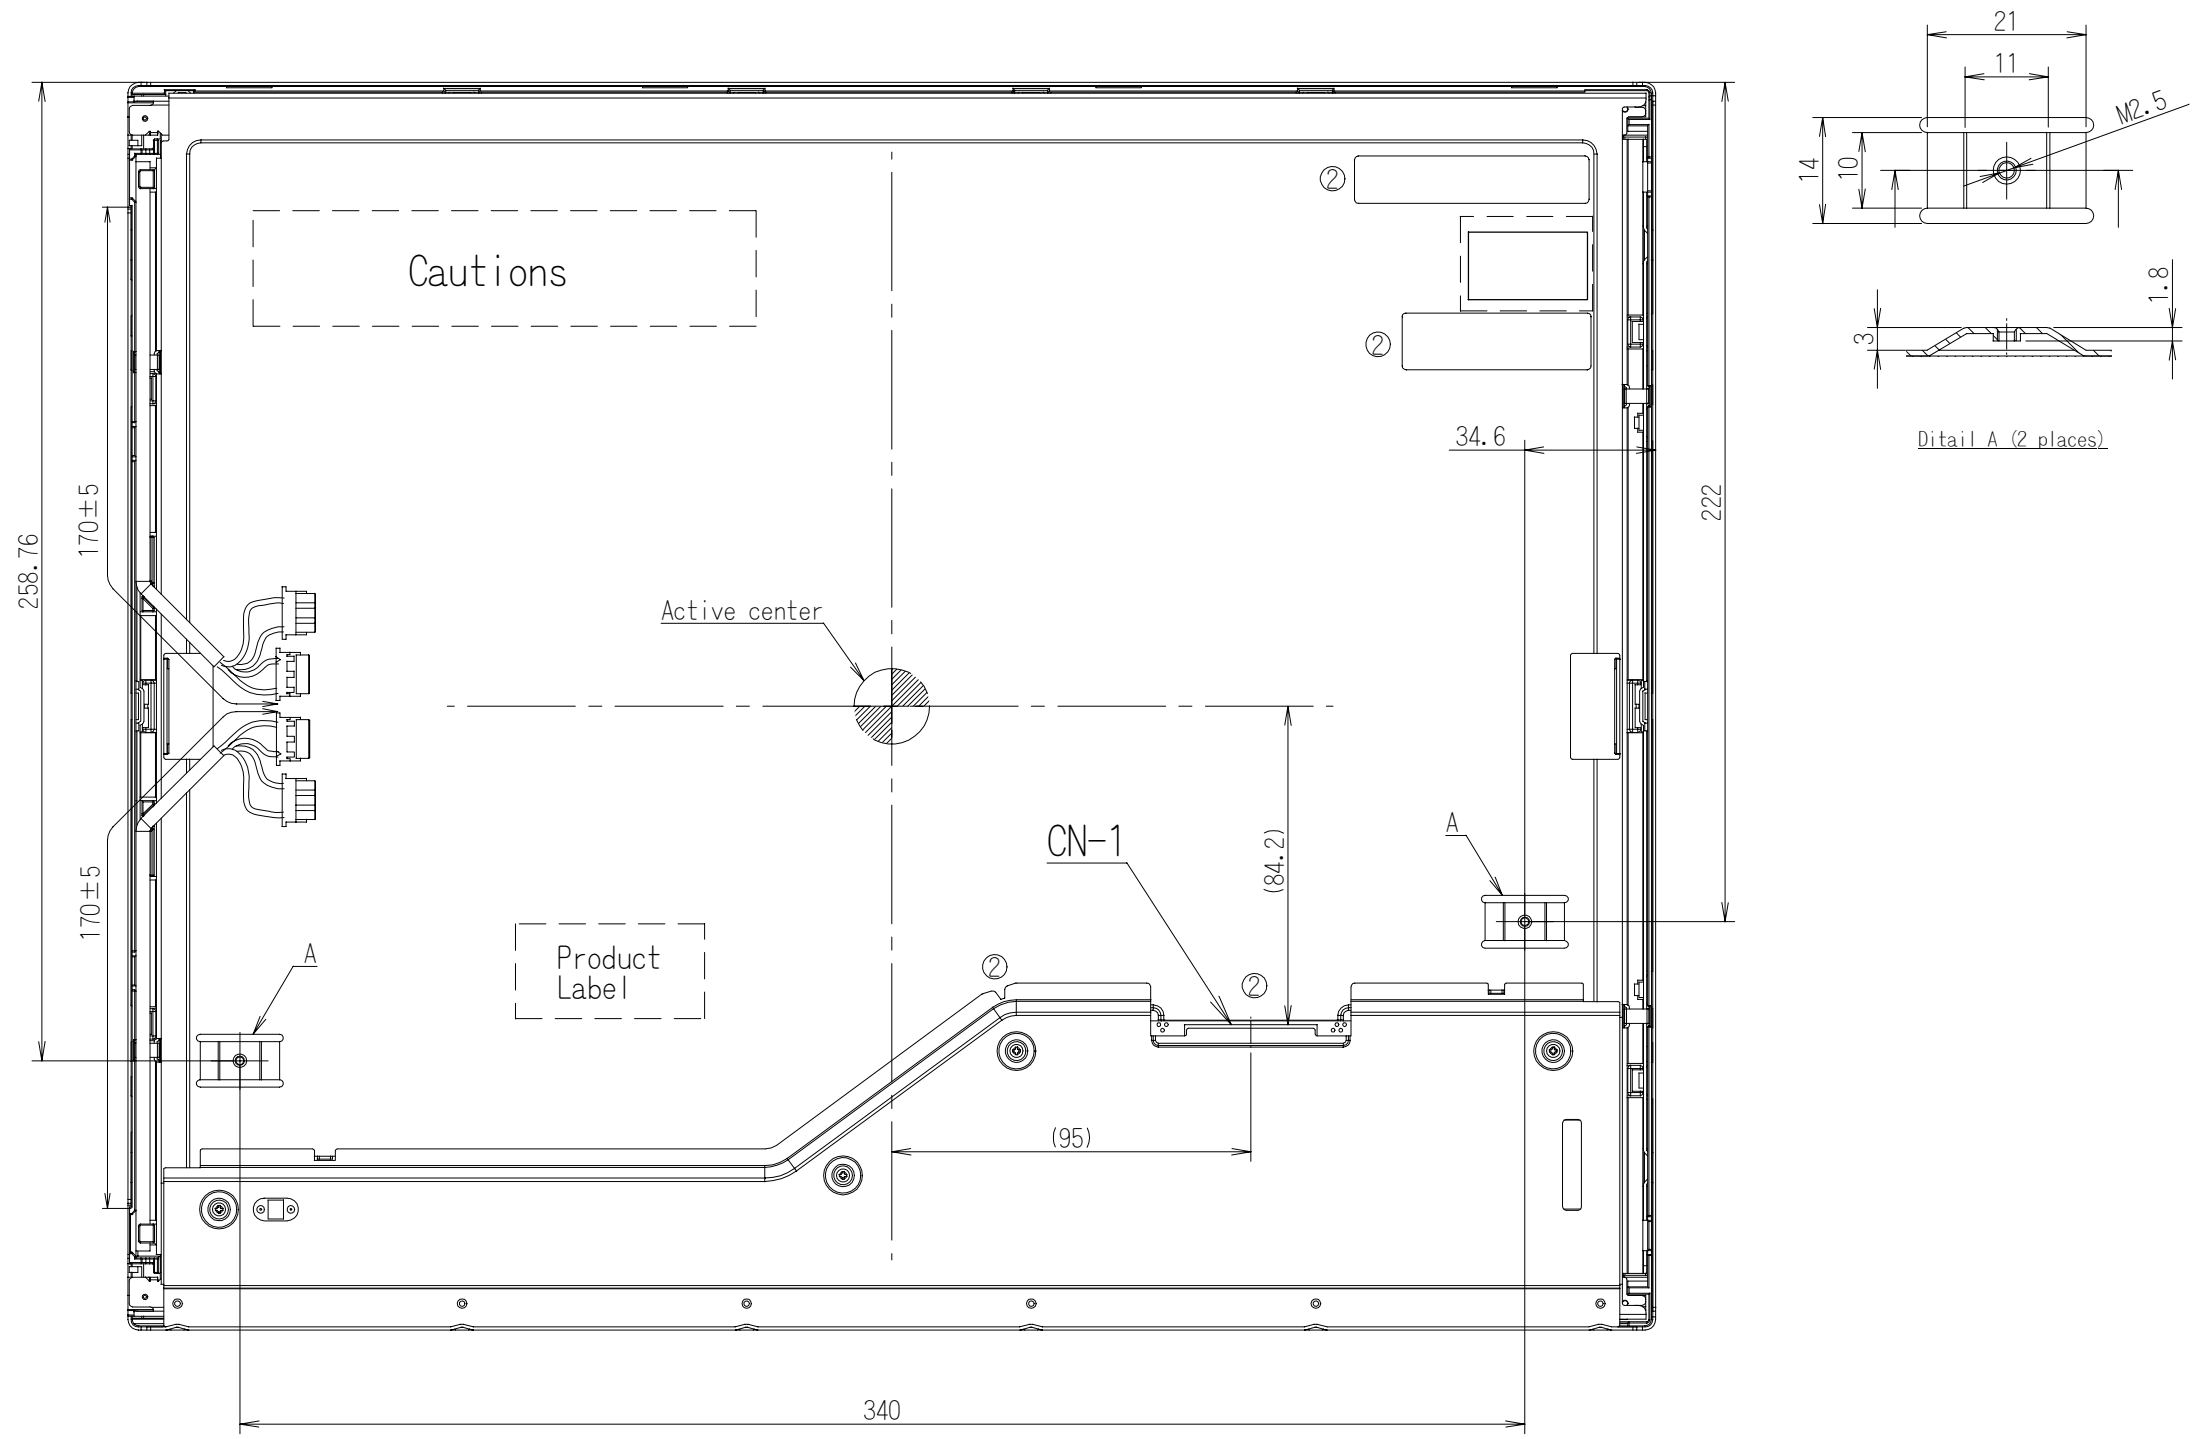 21
11
M2.5
14
10
②
Cautions
1.8
3
②
34.6
Ditail A (2 places)
170±5
222
258.76
Active center
A
CN-1
(84.2)
170±5
A
Product
Label
②
②
(95)
340